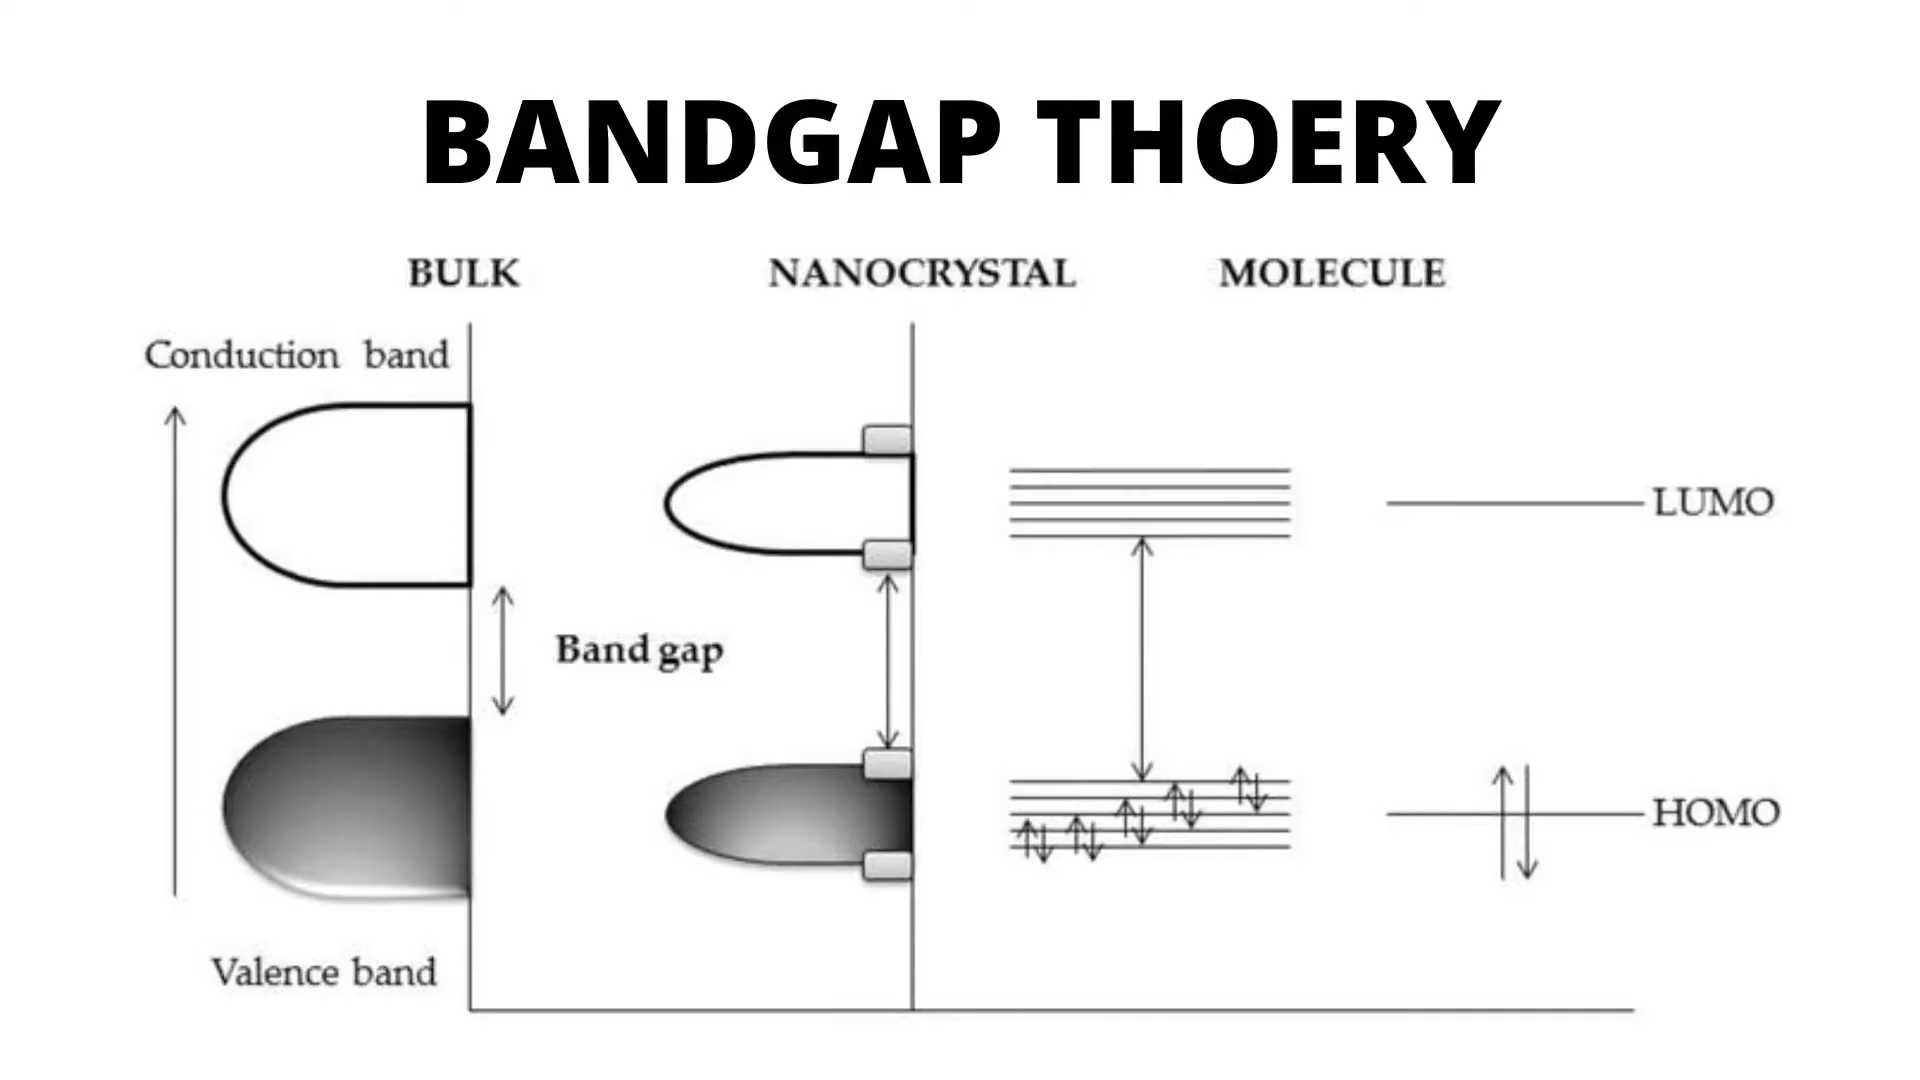 BANDGAP THOERY
BULK
NANOCRYSTAL
MOLECULE
Conduction band
LUMO
Band gap
HOMO
Valence band